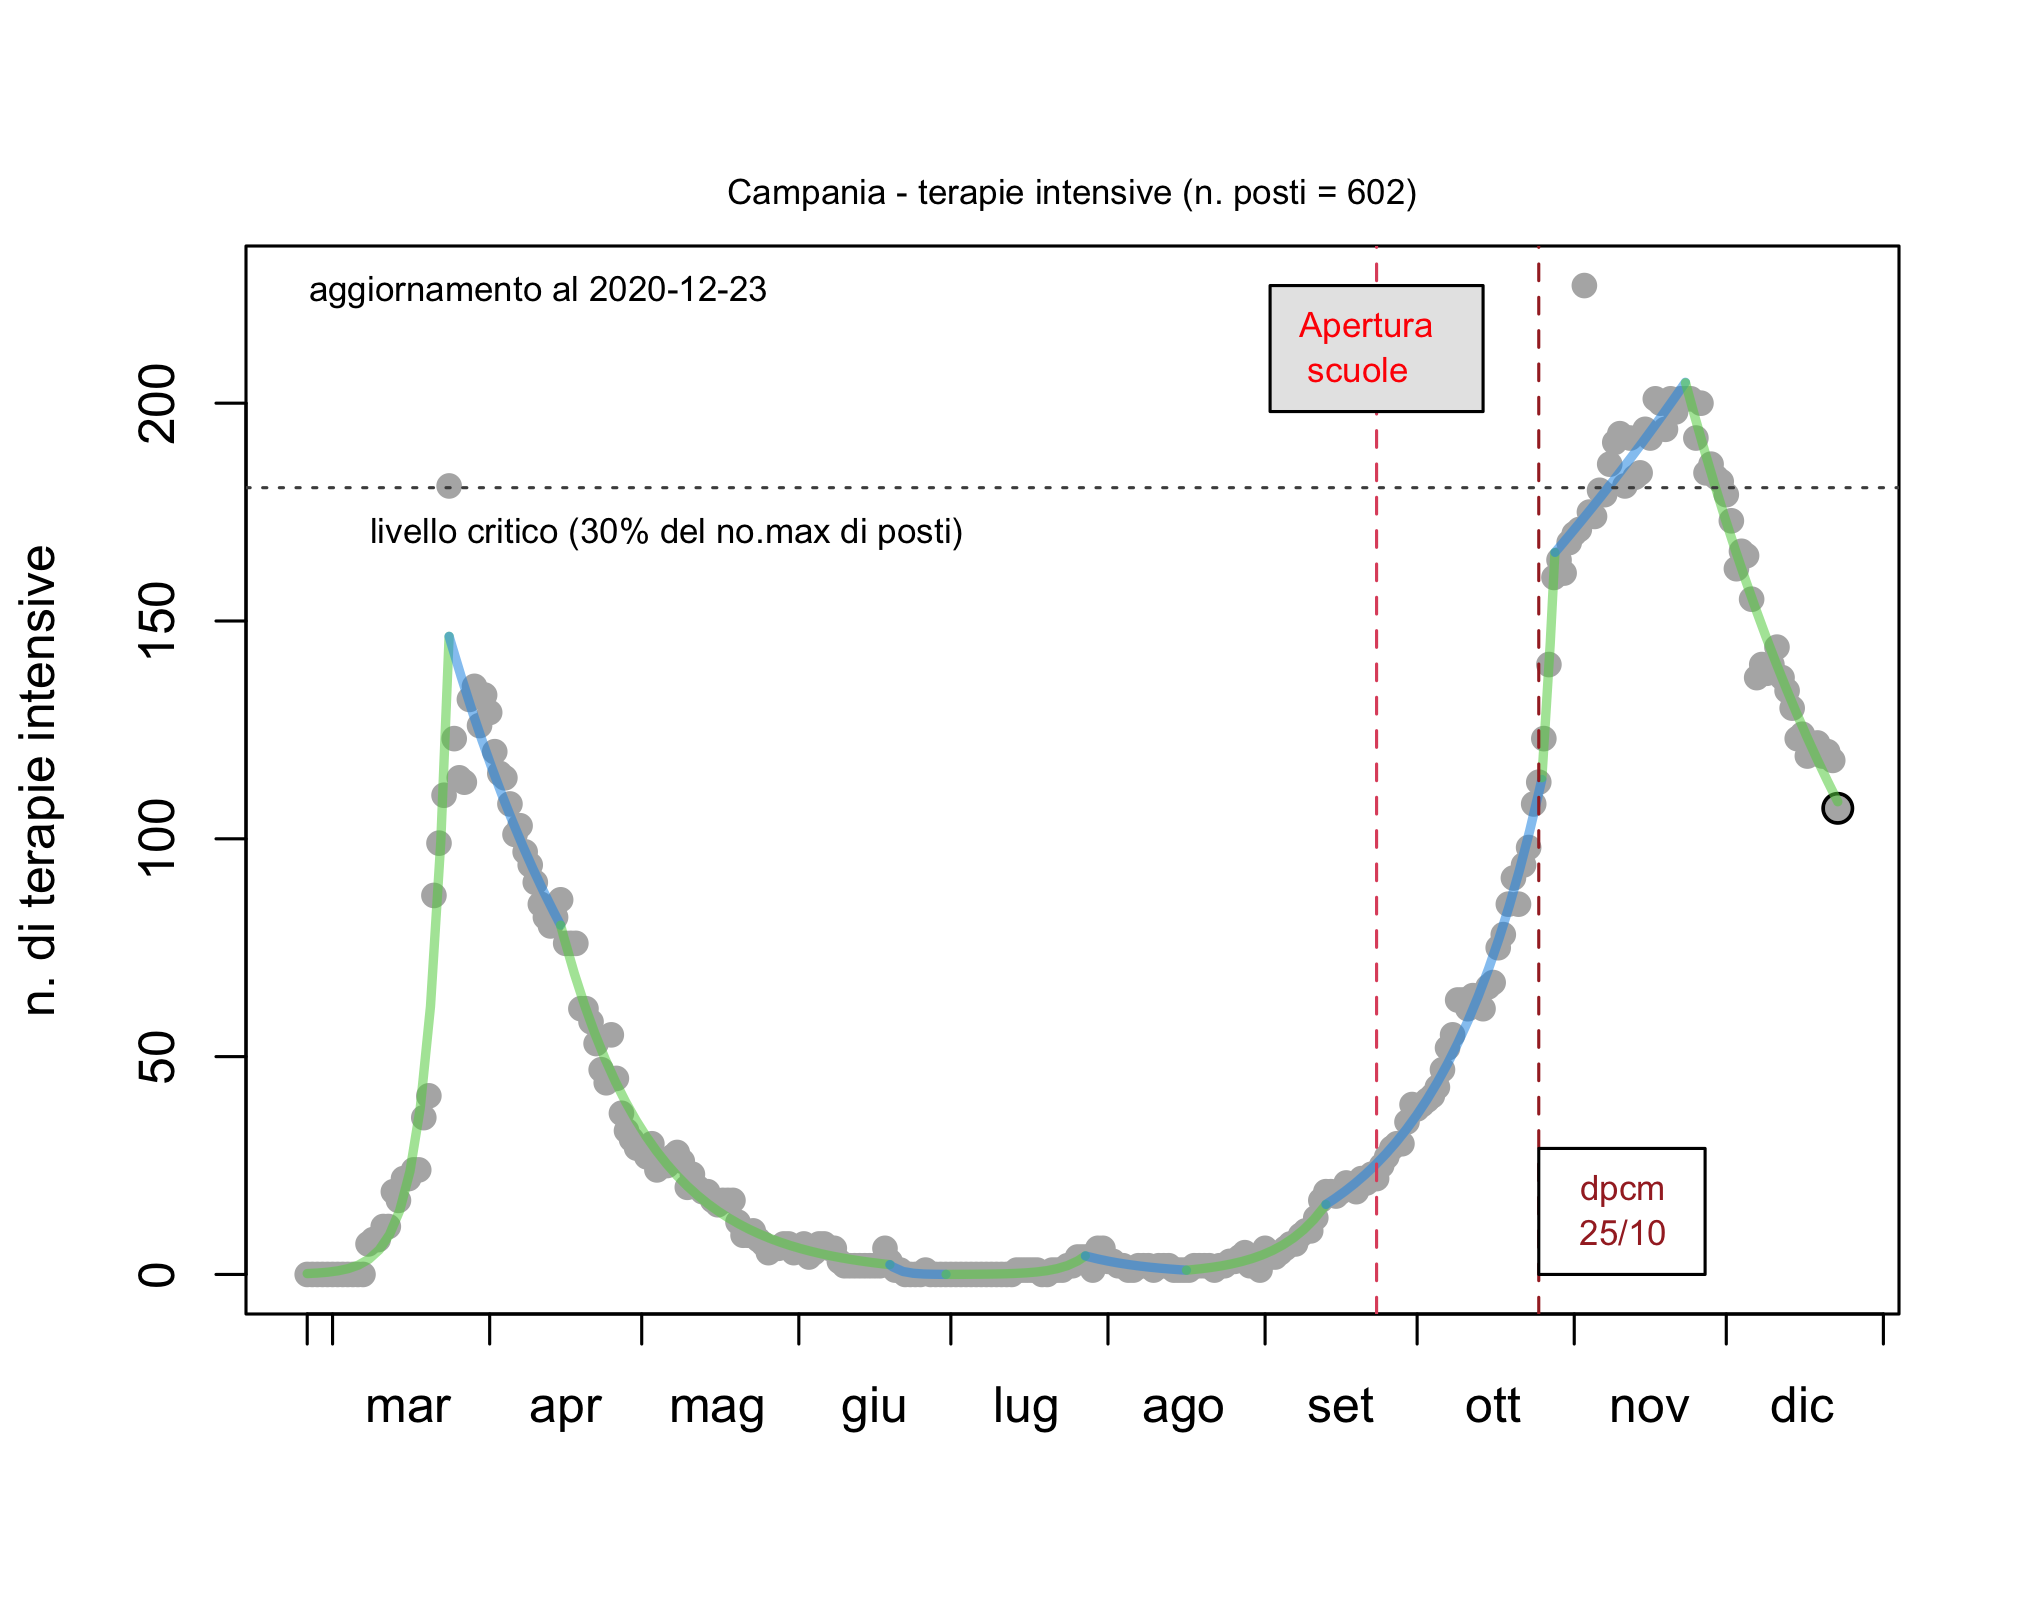 Campania - terapie intensive (n. posti = 602)
aggiornamento al 2020-12-23
Apertura
scuole
livello critico (30% del no.max di posti)
dpcm
25/10
n. di terapie intensive
200
150
100
50
0
mar apr mag giu lug ago set ott nov dic